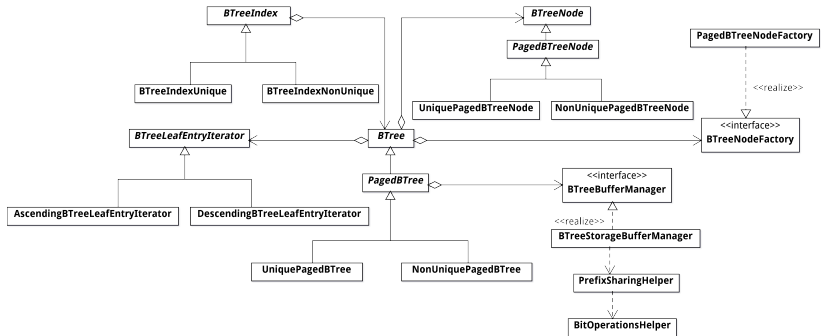 BTreeIndex
BTreeNode
PagedBTreeNodeFactory
PagedBTreeNode
<<realize>>
BTreeIndexUnique
BTreeIndexNonUnique
UniquePagedBTreeNode
NonUniquePagedBTreeNode
<<interface>>
BTreeNodeFactory
BTreeLeafEntryIterator
BTree
PagedBTree
<<interface>>
BTreeBufferManager
AscendingBTreeLeafEntryIterator
DescendingBTreeLeafEntryIterator
<<realize>>
BTreeStorageBufferManager
UniquePagedBTree
NonUniquePagedBTree
PrefixSharingHelper
BitOperationsHelper